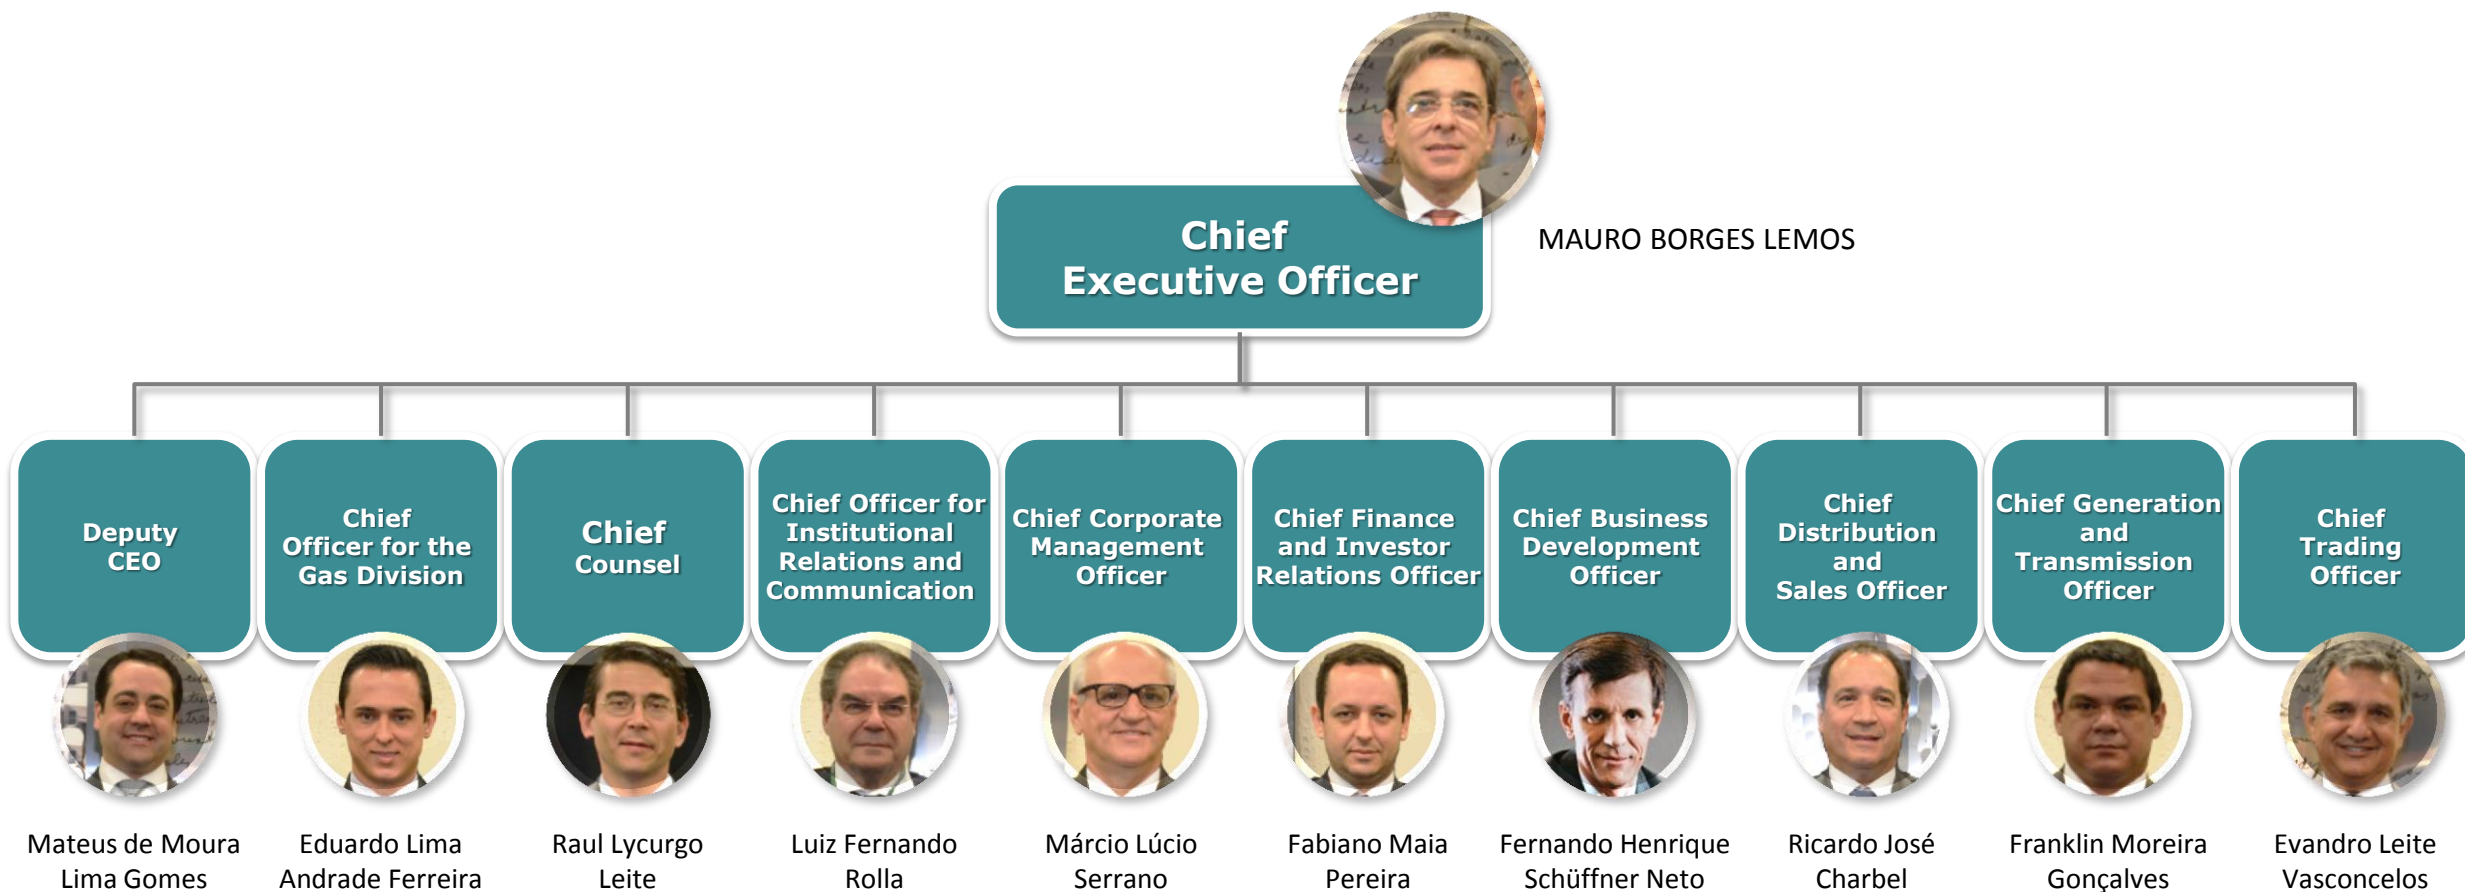 Chief
Executive Officer
MAURO BORGES LEMOS
Deputy
CEO
Chief
Officer for the
Gas Division
Chief
Counsel
Chief Officer for
Institutional
Relations and
Communication
Chief Corporate
Management
Officer
Chief Finance
and Investor
Relations Officer
Chief Business
Development
Officer
Chief
Distribution
and
Sales Officer
Chief Generation
and
Transmission
Officer
Chief
Trading
Officer
Mateus de Moura
Lima Gomes
Eduardo Lima
Andrade Ferreira
Raul Lycurgo
Leite
Luiz Fernando
Rolla
Márcio Lúcio
Serrano
Fabiano Maia
Pereira
Fernando Henrique
Schüffner Neto
Ricardo José
Charbel
Franklin Moreira
Gonçalves
Evandro Leite
Vasconcelos